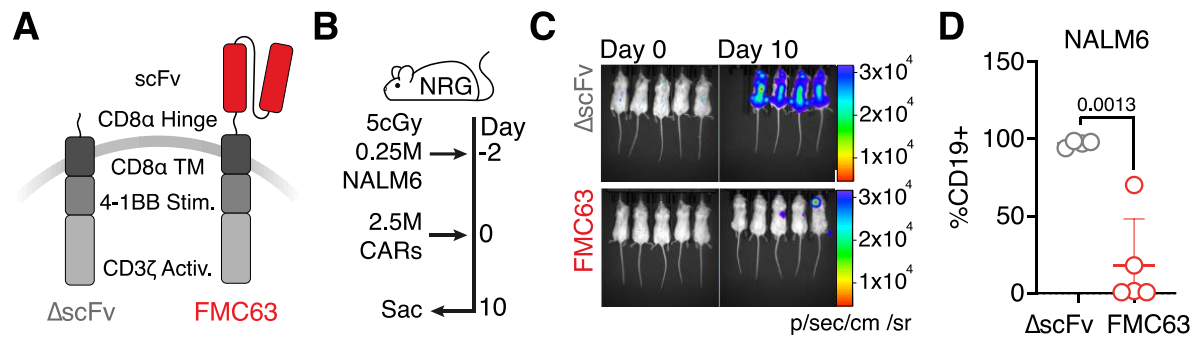 A
scFv
CD8α Hinge
CD8α TM
4-1BB Stim.
CD3ζ Activ.
ΔscFv
FMC63
B
NRG
5cGy
Day
0.25M
-2
NALM6
2.5M
0
CARs
Sac
10
C
Day 0
Day 10
ΔscFv
3x10⁴
2x10⁴
1x10⁴
FMC63
3x10⁴
2x10⁴
1x10⁴
p/sec/cm /sr
D
NALM6
0.0013
%CD19+
100
50
0
ΔscFv
FMC63